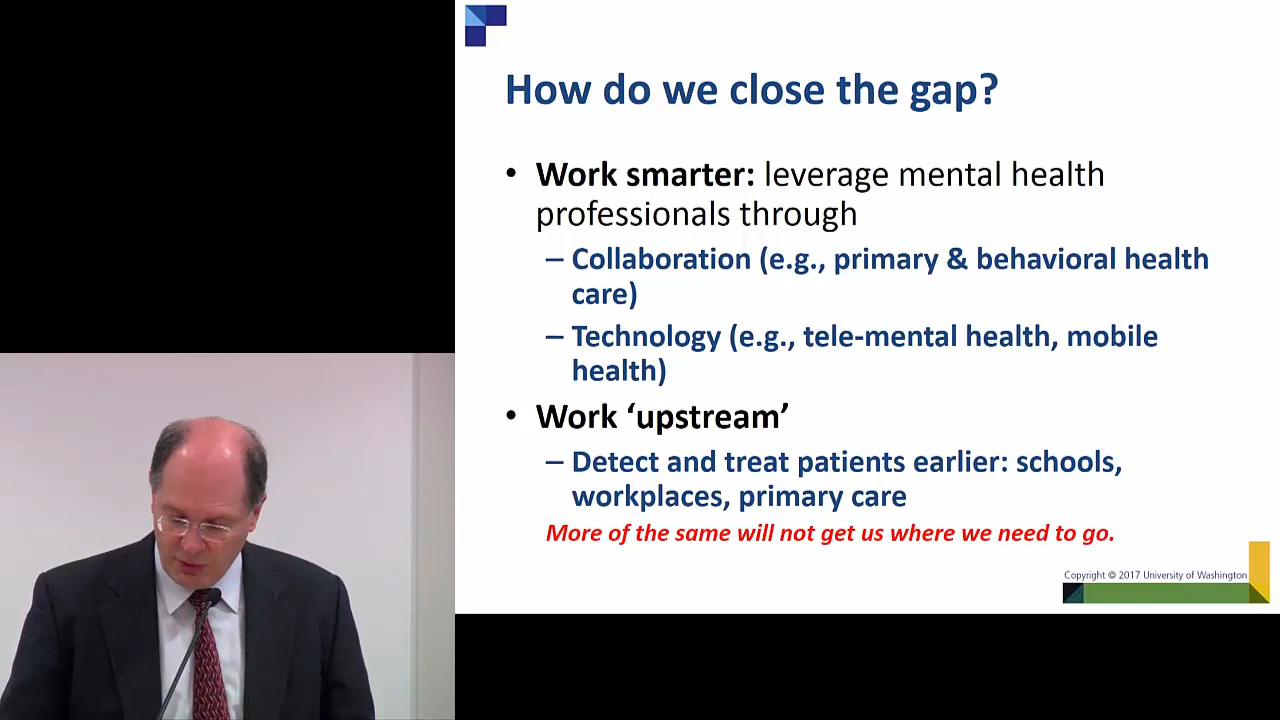 How do we close the gap?
• Work smarter: leverage mental health
professionals through
– Collaboration (e.g., primary & behavioral health
care)
– Technology (e.g., tele-mental health, mobile
health)
• Work ‘upstream’
– Detect and treat patients earlier: schools,
workplaces, primary care
More of the same will not get us where we need to go.
Copyright © 2017 University of Washington